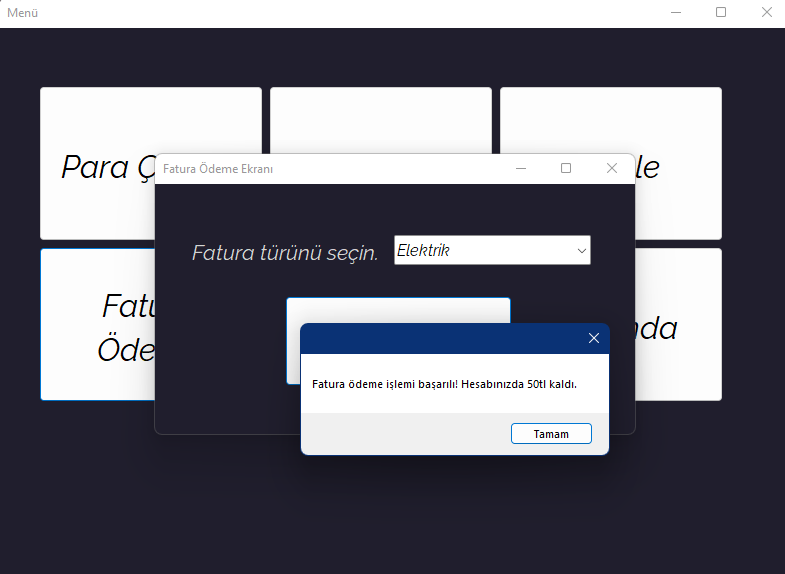 Menü
Para Ç
le
Fatura Ödeme Ekranı
Fatura türünü seçin.
Elektrik
Fatu
Öde
nda
Fatura ödeme işlemi başarılı! Hesabınızda 50tl kaldı.
Tamam